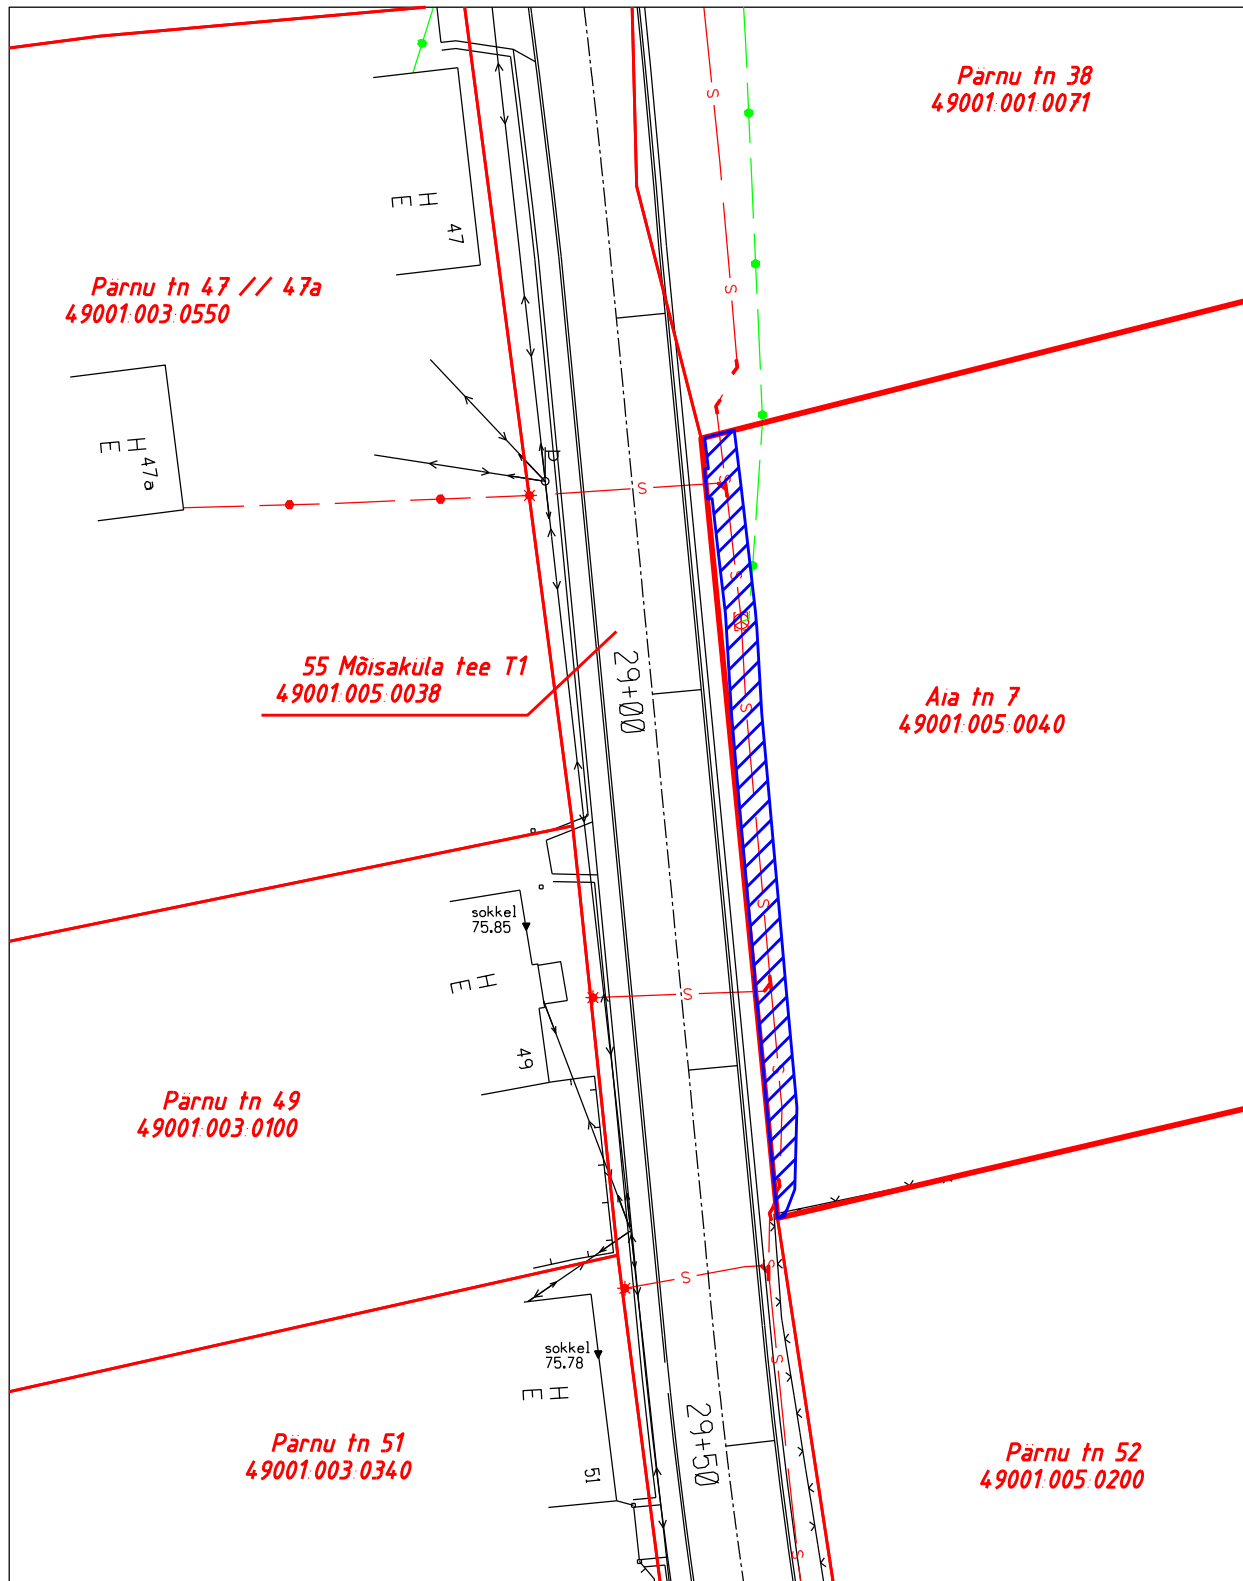 Pärnu tn 38
49001:001:0071
H
E
47
Pärnu tn 47 // 47a
49001:003:0550
H
E
47a
S
S
S
S
55 Mõisaküla tee T1
49001:005:0038
29+00
Aia tn 7
49001:005:0040
S
S
sokkel
75.85
H
E
49
S
S
Pärnu tn 49
49001:003:0100
S
S
S
sokkel
75.78
H
E
51
S
29+50
Pärnu tn 51
49001:003:0340
Pärnu tn 52
49001:005:0200
S